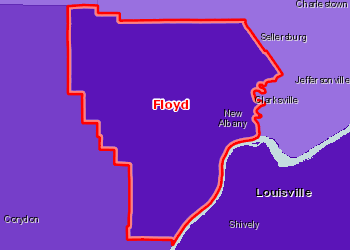 Charlestown
Sellersburg
Jeffersonville
Clarksville
Floyd
New
Albany
Louisville
Corydon
Shively